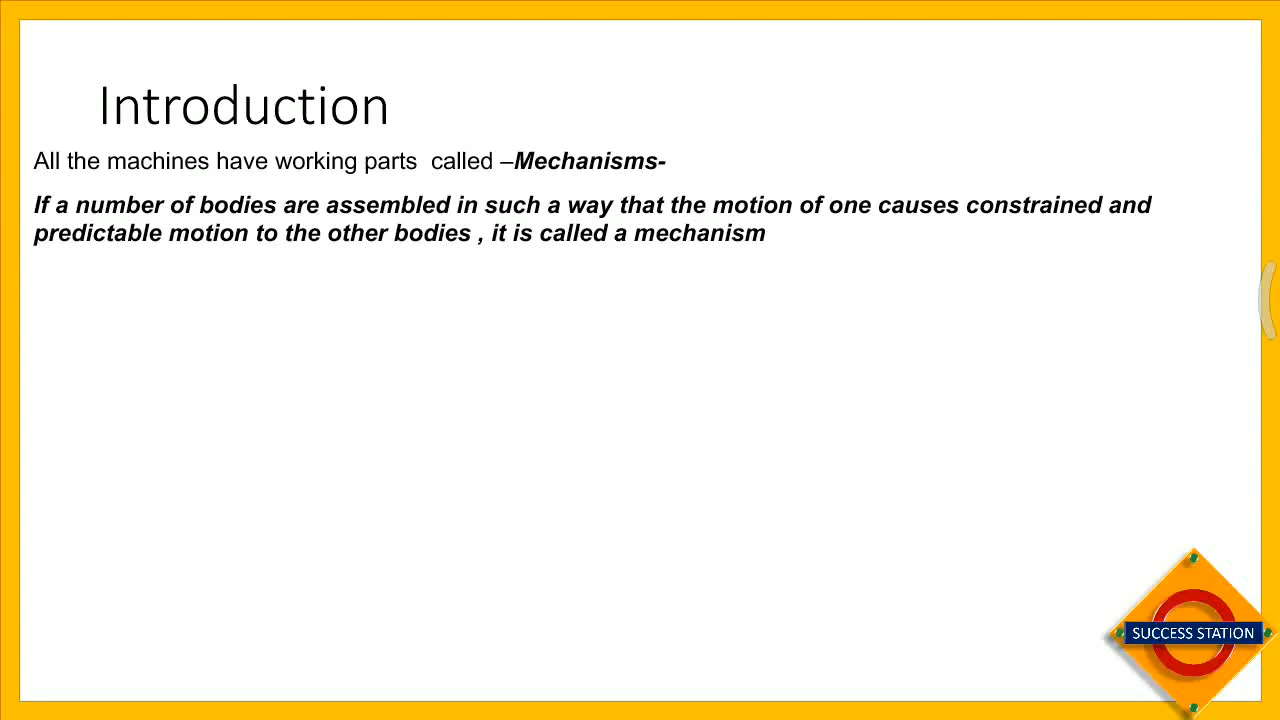 Introduction
All the machines have working parts called –Mechanisms-
If a number of bodies are assembled in such a way that the motion of one causes constrained and
predictable motion to the other bodies , it is called a mechanism
SUCCESS STATION